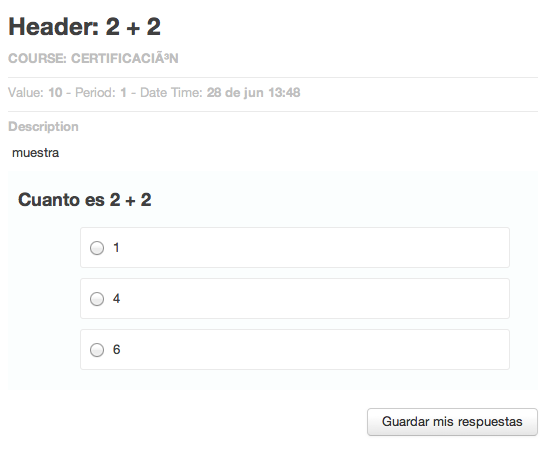 Header: 2 + 2
COURSE: CERTIFICACIÃ³N
Value: 10 - Period: 1 - Date Time: 28 de jun 13:48
Description
muestra
Cuanto es 2 + 2
1
4
6
Guardar mis respuestas